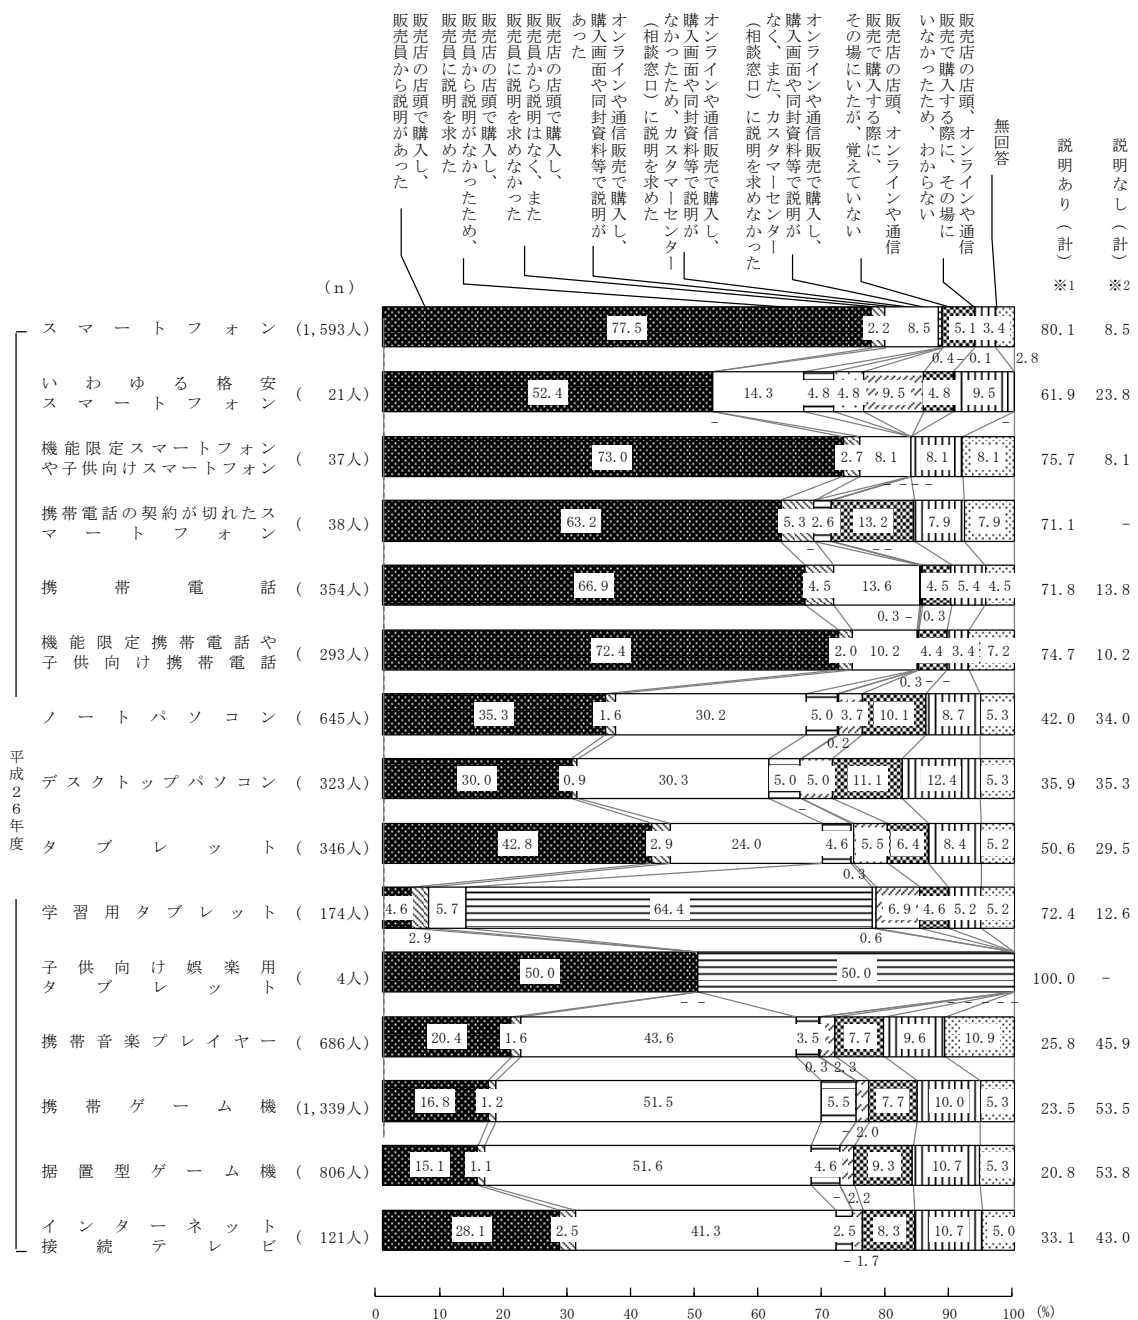 販売店の店頭で購入し、
販売員から説明があった
販売店の店頭で購入し、
販売員から説明がなかったため、
販売員に説明を求めた
販売店の店頭で購入し、
販売員から説明はなく、また
販売員に説明を求めなかった
オンラインや通信販売で購入し、
購入画面や同封資料等で説明が
あった
オンラインや通信販売で購入し、
購入画面や同封資料等で説明が
なかったため、カスタマーセンター
（相談窓口）に説明を求めた
オンラインや通信販売で購入し、
購入画面や同封資料等で説明が
なく、また、カスタマーセンター
（相談窓口）に説明を求めなかった
販売店の店頭、オンラインや通信
販売で購入する際に、
その場にいたが、覚えていない
販売店の店頭、オンラインや通信
販売で購入する際に、その場に
いなかったため、わからない
無回答
説明あり（計）
※1
説明なし（計）
※2
(n)
平成26年度
スマートフォン (1,593人) 77.5 2.2 8.5 5.1 3.4 80.1 8.5
0.4 - 0.1 2.8
いわゆる格安
スマートフォン ( 21人) 52.4 14.3 4.8 4.8 9.5 4.8 9.5 61.9 23.8
- -
機能限定スマートフォン
や子供向けスマートフォン ( 37人) 73.0 2.7 8.1 8.1 8.1 75.7 8.1
- - - -
携帯電話の契約が切れたス
マートフォン ( 38人) 63.2 5.3 2.6 13.2 7.9 7.9 71.1 -
- - -
携帯電話 ( 354人) 66.9 4.5 13.6 4.5 5.4 4.5 71.8 13.8
0.3 - 0.3
機能限定携帯電話や
子供向け携帯電話 ( 293人) 72.4 2.0 10.2 4.4 3.4 7.2 74.7 10.2
0.3 - -
ノートパソコン ( 645人) 35.3 1.6 30.2 5.0 3.7 10.1 8.7 5.3 42.0 34.0
0.2
デスクトップパソコン ( 323人) 30.0 0.9 30.3 5.0 5.0 11.1 12.4 5.3 35.9 35.3
-
タブレット ( 346人) 42.8 2.9 24.0 4.6 5.5 6.4 8.4 5.2 50.6 29.5
0.3
学習用タブレット ( 174人) 4.6 5.7 64.4 6.9 4.6 5.2 5.2 72.4 12.6
2.9 0.6
子供向け娯楽用
タブレット ( 4人) 50.0 50.0 100.0 -
- - - - - -
携帯音楽プレイヤー ( 686人) 20.4 1.6 43.6 3.5 7.7 9.6 10.9 25.8 45.9
0.3 2.3
携帯ゲーム機 (1,339人) 16.8 1.2 51.5 5.5 7.7 10.0 5.3 23.5 53.5
- 2.0
据置型ゲーム機 ( 806人) 15.1 1.1 51.6 4.6 9.3 10.7 5.3 20.8 53.8
- 2.2
インターネット
接続テレビ ( 121人) 28.1 2.5 41.3 2.5 8.3 10.7 5.0 33.1 43.0
- 1.7
0 10 20 30 40 50 60 70 80 90 100 (%)